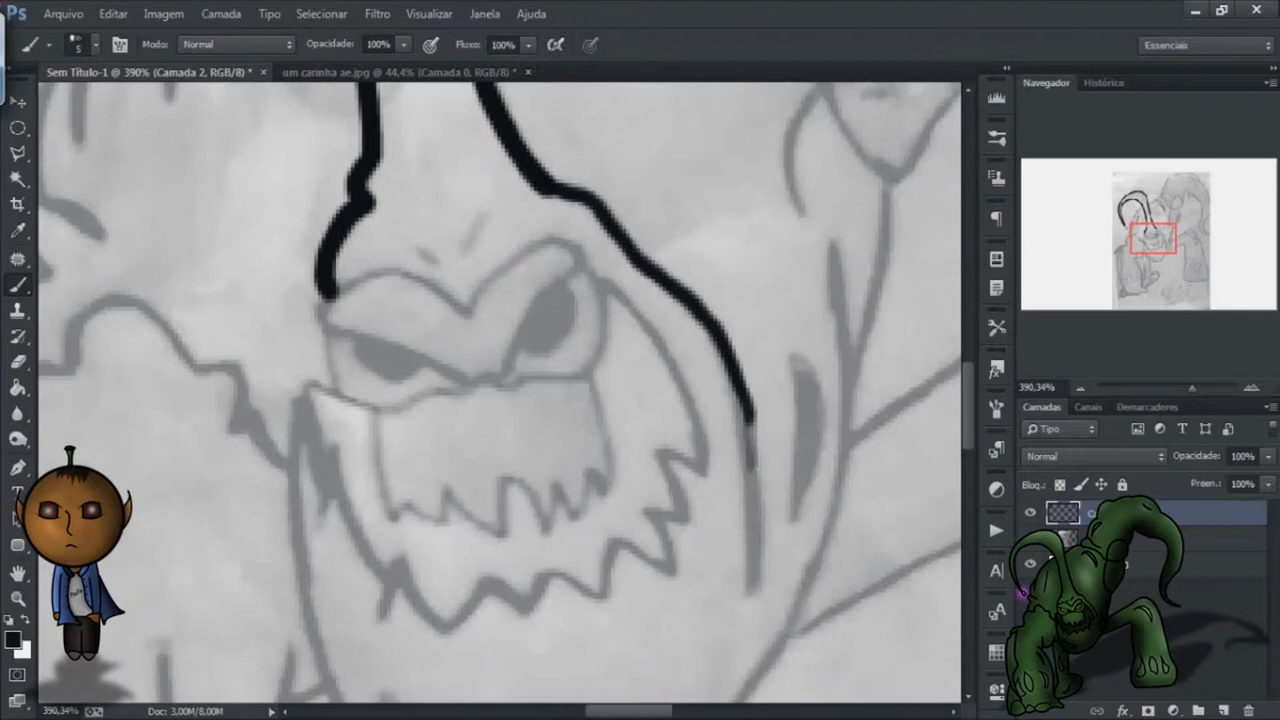 Ps Arquivo Editar Imagem Camada Tipo Selecionar Filtro Visualizar Janela Ajuda
5 Modo: Normal Opacidade: 100% Fluxo: 100% Essenciais
Sem Título-1 @ 390% (Camada 2, RGB/8) * × um carinha ae.jpg @ 44,4% (Camada 0, RGB/8) * ×
Navegador Histórico
390,34%
Camadas Canais Demarcadores
Tipo
Normal Opacidade: 100%
Bloq.: Preen.: 100%
390,34% Doc: 3,00M/8,00M